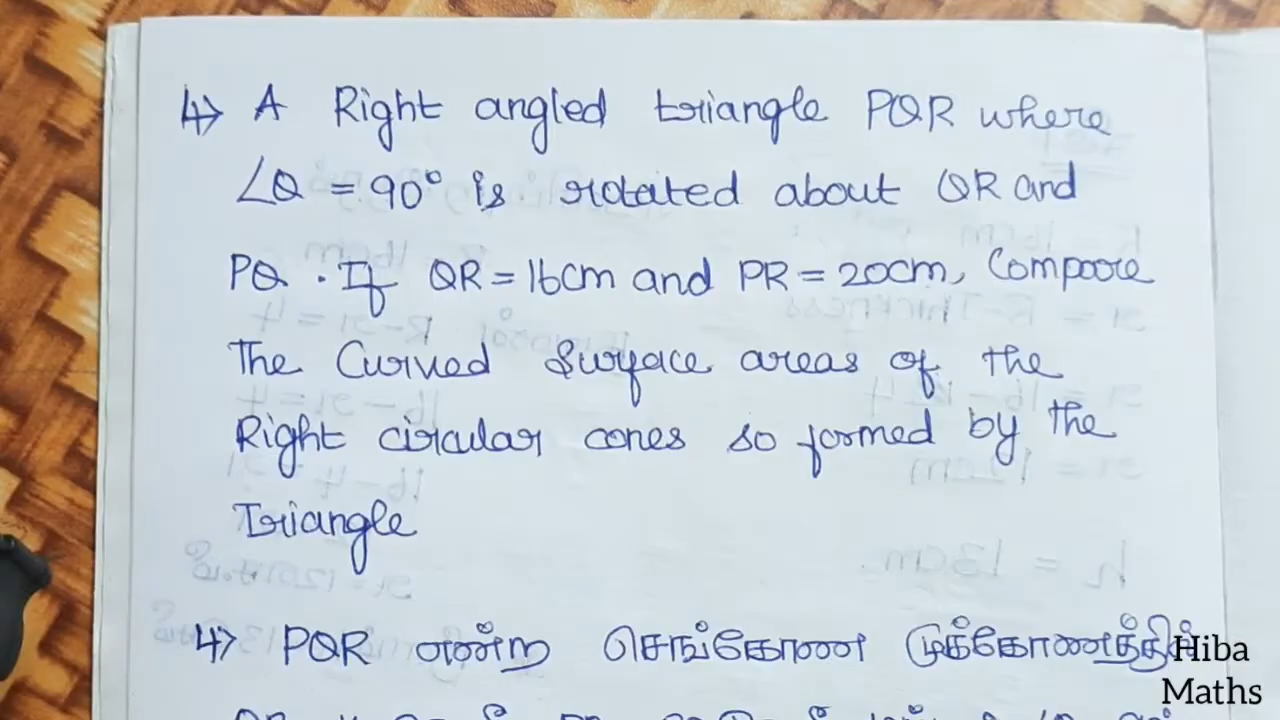 4) A Right angled triangle PQR where
∠Q = 90° is rotated about QR and
PQ . If QR = 16cm and PR = 20cm, Compare
The Curved Surface areas of the
Right circular cones so formed by the
Triangle
4) PQR என்ற செங்கோண முக்கோணத்தில்
Hiba
Maths